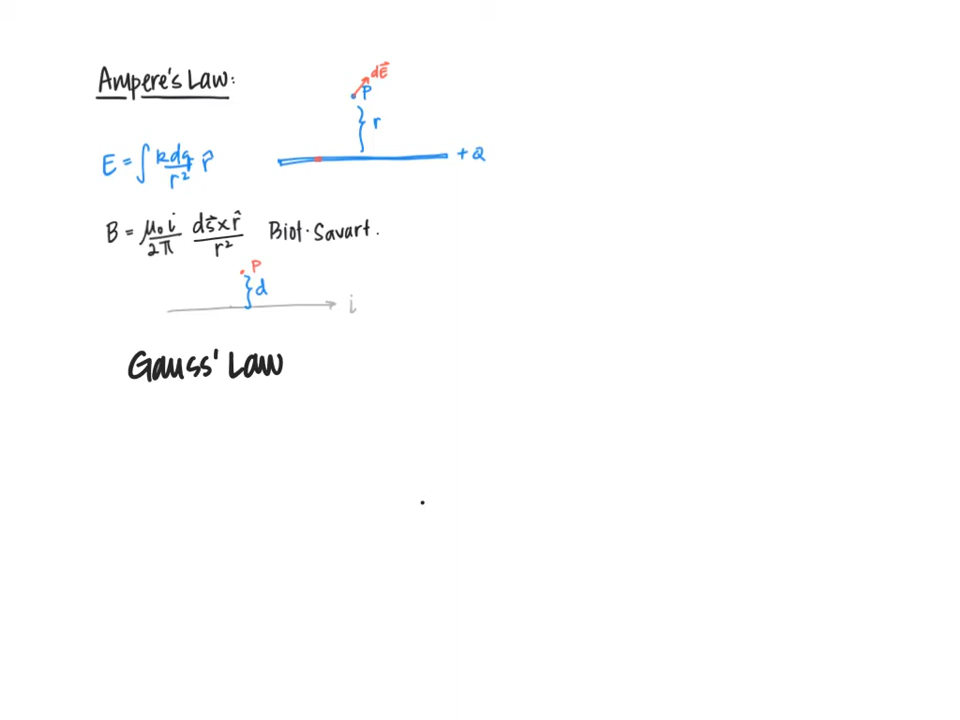 Ampere's Law:
dE⃗
P
r
+Q
E = ∫ kdq/r² r̂
B = μ₀i/2π ds⃗ x r̂/r² Biot-Savart.
P
d
i
Gauss' Law